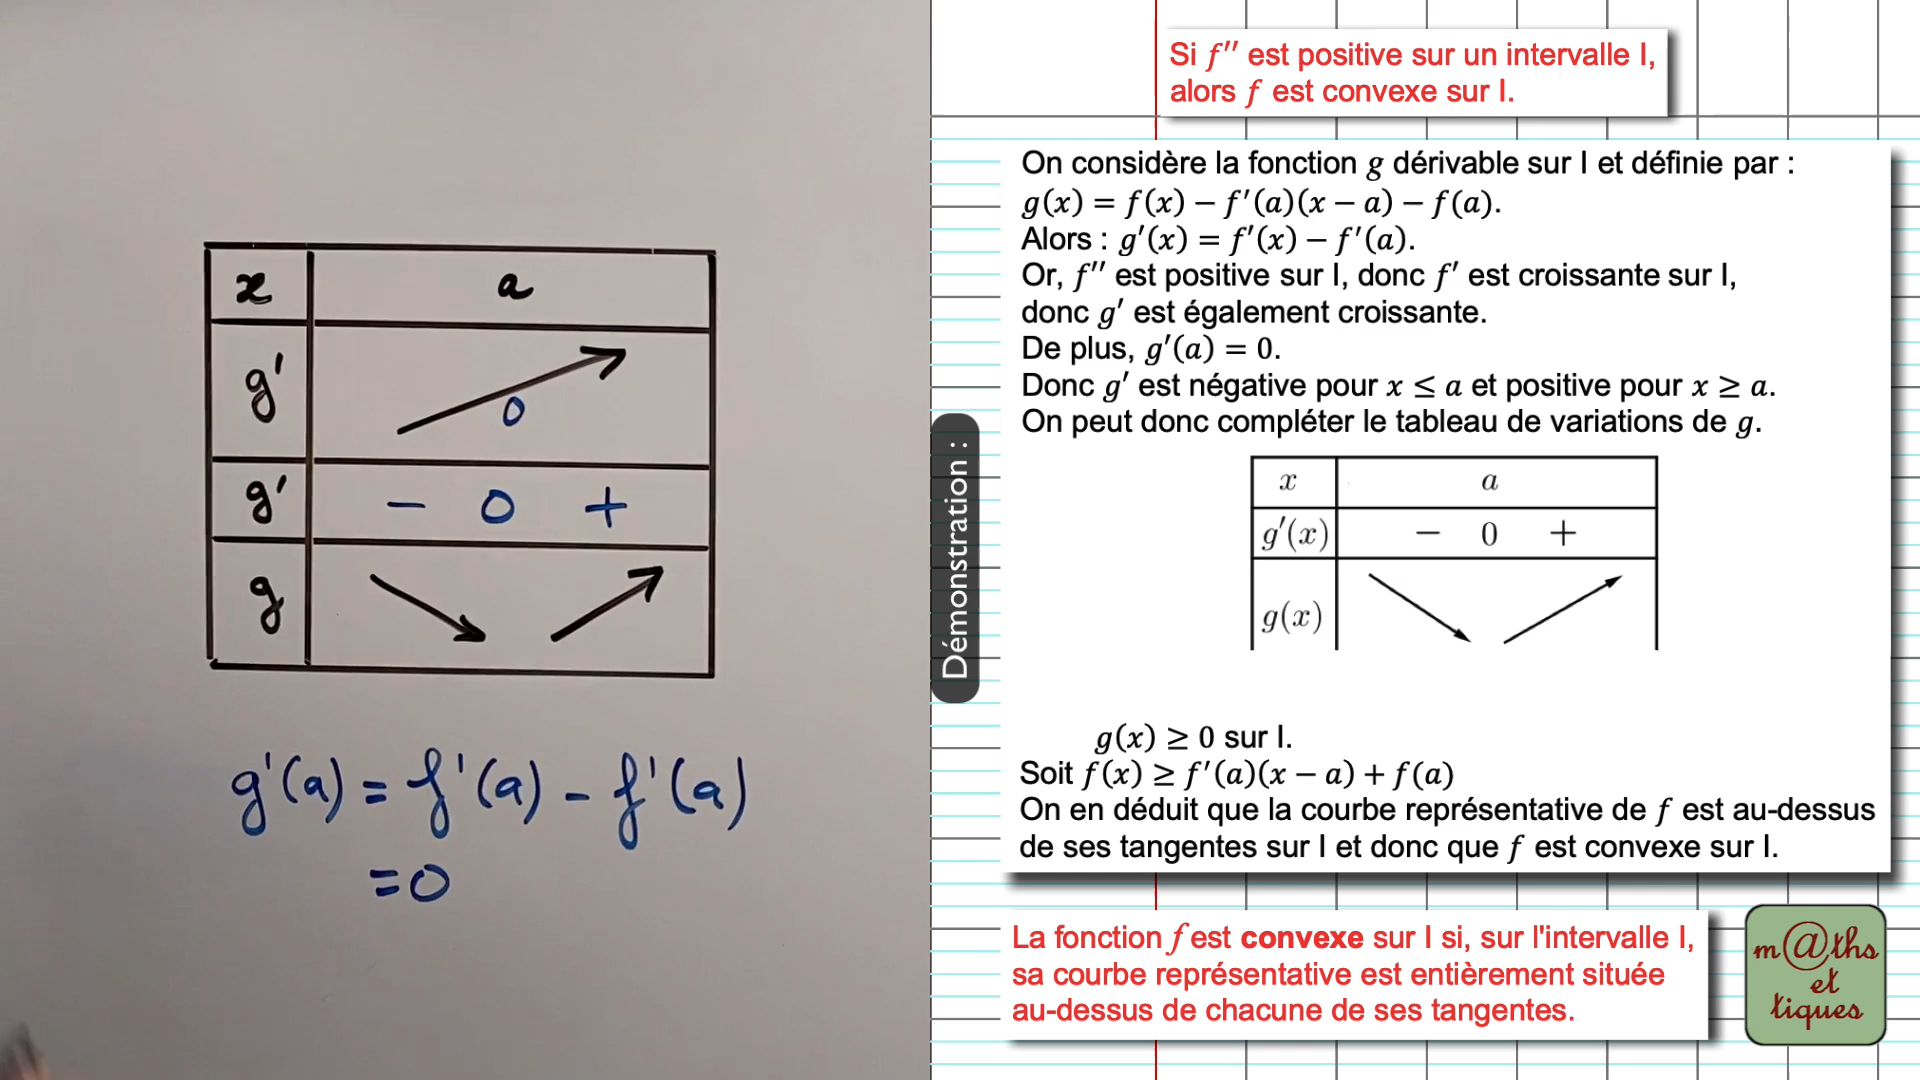 x a
g' 0
g' − 0 +
g
g'(a) = f'(a) − f'(a)
= 0
Démonstration :
Si f″ est positive sur un intervalle I,
alors f est convexe sur I.
On considère la fonction g dérivable sur I et définie par :
g(x) = f(x) − f′(a)(x − a) − f(a).
Alors : g′(x) = f′(x) − f′(a).
Or, f″ est positive sur I, donc f′ est croissante sur I,
donc g′ est également croissante.
De plus, g′(a) = 0.
Donc g′ est négative pour x ≤ a et positive pour x ≥ a.
On peut donc compléter le tableau de variations de g.
x a
g′(x) − 0 +
g(x)
g(x) ≥ 0 sur I.
Soit f(x) ≥ f′(a)(x − a) + f(a)
On en déduit que la courbe représentative de f est au-dessus
de ses tangentes sur I et donc que f est convexe sur I.
La fonction f est convexe sur I si, sur l'intervalle I,
sa courbe représentative est entièrement située
au-dessus de chacune de ses tangentes.
m@ths
et
tiques